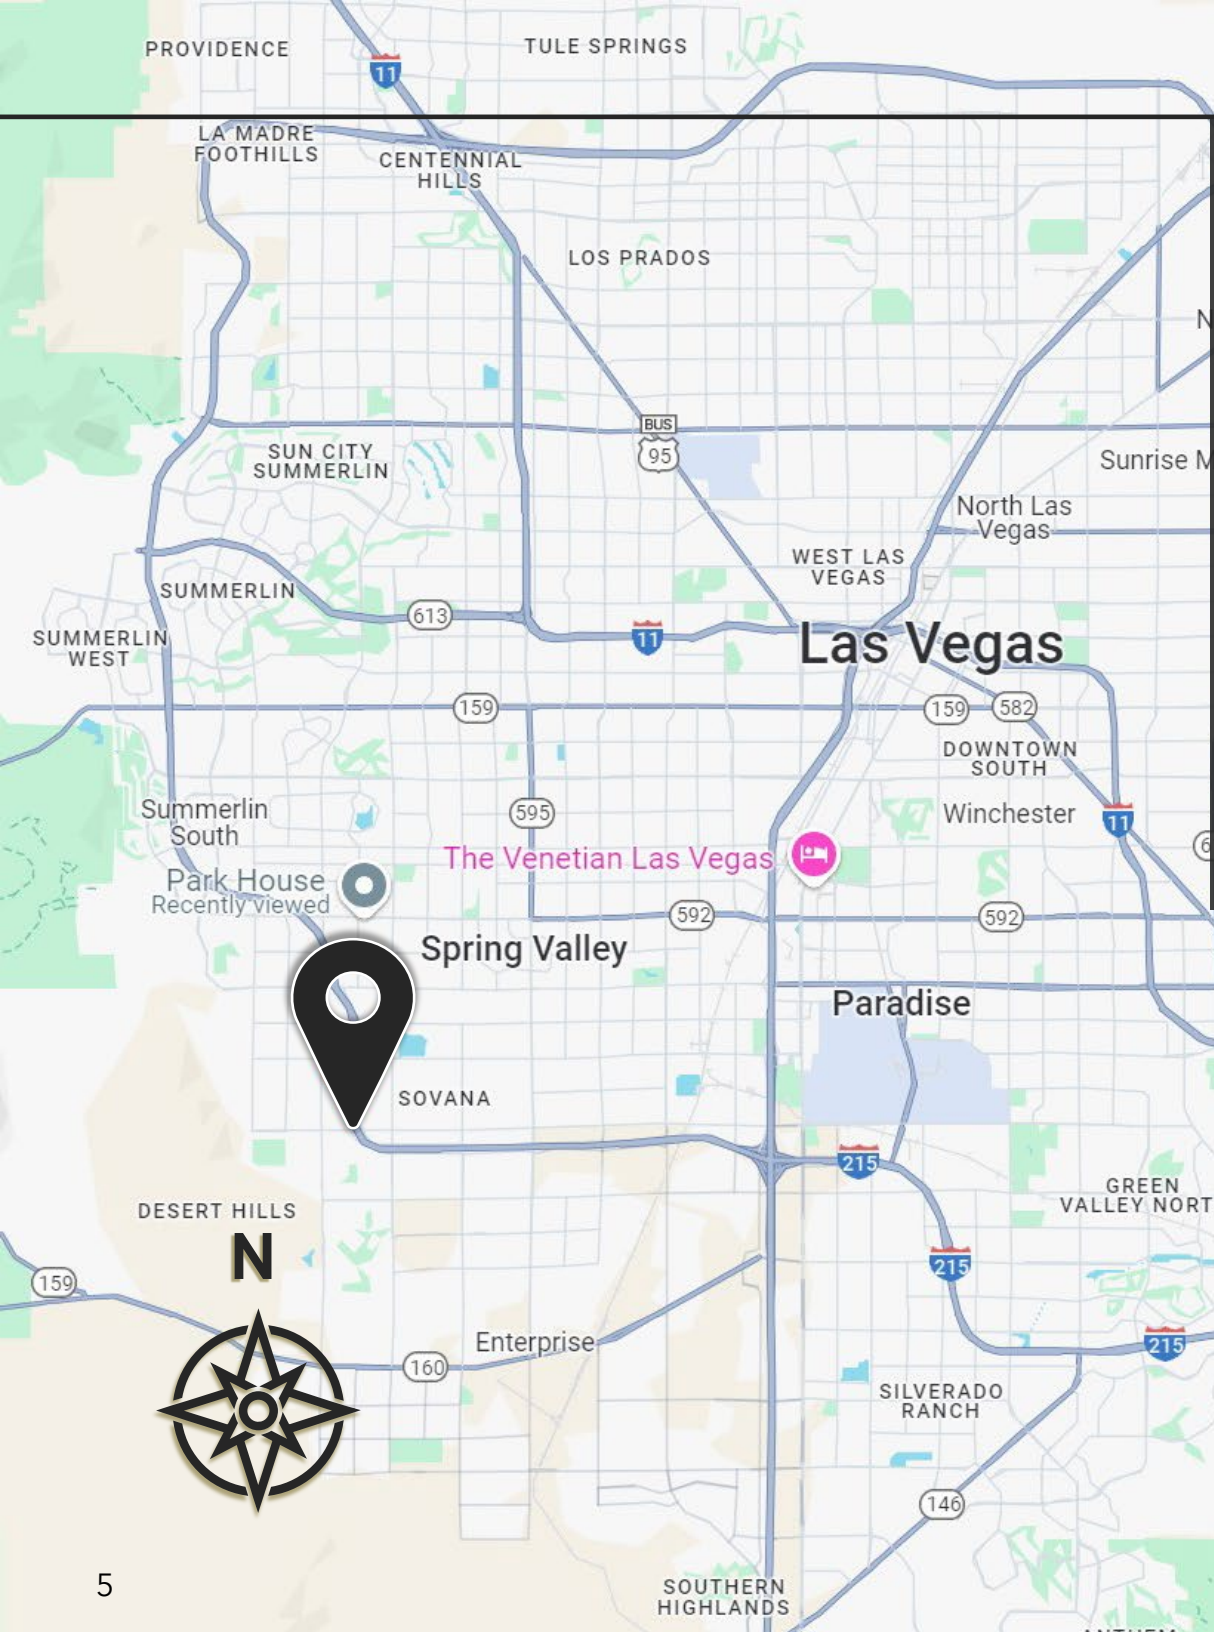 PROVIDENCE
TULE SPRINGS
11
LA MADRE
FOOTHILLS
CENTENNIAL
HILLS
LOS PRADOS
N
BUS
95
SUN CITY
SUMMERLIN
Sunrise M
North Las
Vegas
WEST LAS
VEGAS
SUMMERLIN
613
11
SUMMERLIN
WEST
Las Vegas
159
159
582
DOWNTOWN
SOUTH
Summerlin
South
595
Winchester
11
6
The Venetian Las Vegas
Park House
Recently viewed
592
592
Spring Valley
Paradise
SOVANA
215
GREEN
VALLEY NORT
DESERT HILLS
N
215
159
Enterprise
215
160
SILVERADO
RANCH
146
5
SOUTHERN
HIGHLANDS
ANTHEM